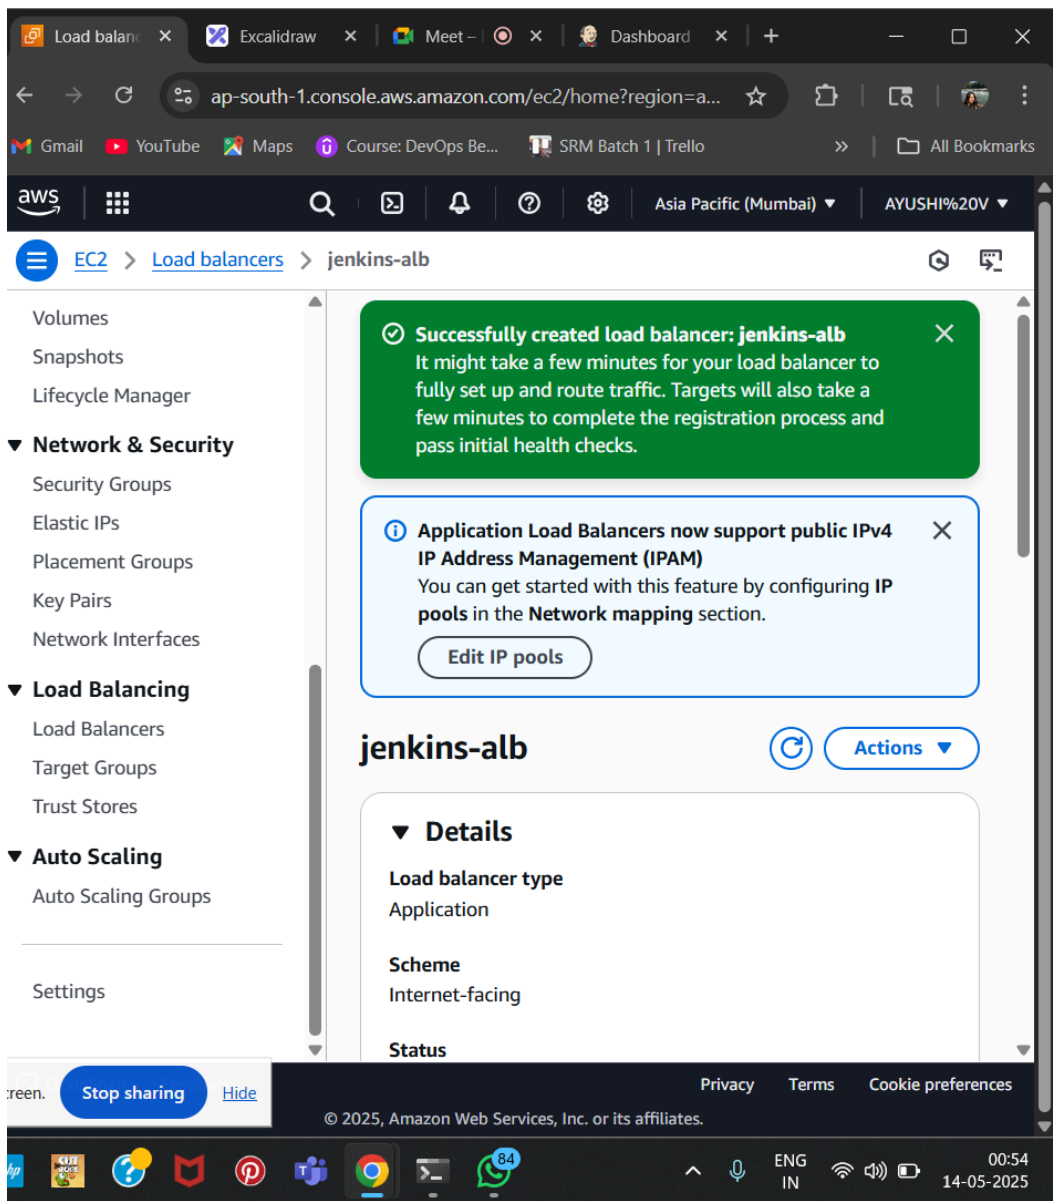 Load balanc
Excalidraw
Meet –
Dashboard
ap-south-1.console.aws.amazon.com/ec2/home?region=a...
Gmail
YouTube
Maps
Course: DevOps Be...
SRM Batch 1 | Trello
All Bookmarks
aws
Asia Pacific (Mumbai)
AYUSHI%20V
EC2 > Load balancers > jenkins-alb
Volumes
Snapshots
Lifecycle Manager
Network & Security
Security Groups
Elastic IPs
Placement Groups
Key Pairs
Network Interfaces
Load Balancing
Load Balancers
Target Groups
Trust Stores
Auto Scaling
Auto Scaling Groups
Settings
Successfully created load balancer: jenkins-alb
It might take a few minutes for your load balancer to
fully set up and route traffic. Targets will also take a
few minutes to complete the registration process and
pass initial health checks.
Application Load Balancers now support public IPv4
IP Address Management (IPAM)
You can get started with this feature by configuring IP
pools in the Network mapping section.
Edit IP pools
jenkins-alb
Actions
Details
Load balancer type
Application
Scheme
Internet-facing
Status
creen.
Stop sharing
Hide
Privacy
Terms
Cookie preferences
© 2025, Amazon Web Services, Inc. or its affiliates.
hp
84
ENG
IN
00:54
14-05-2025